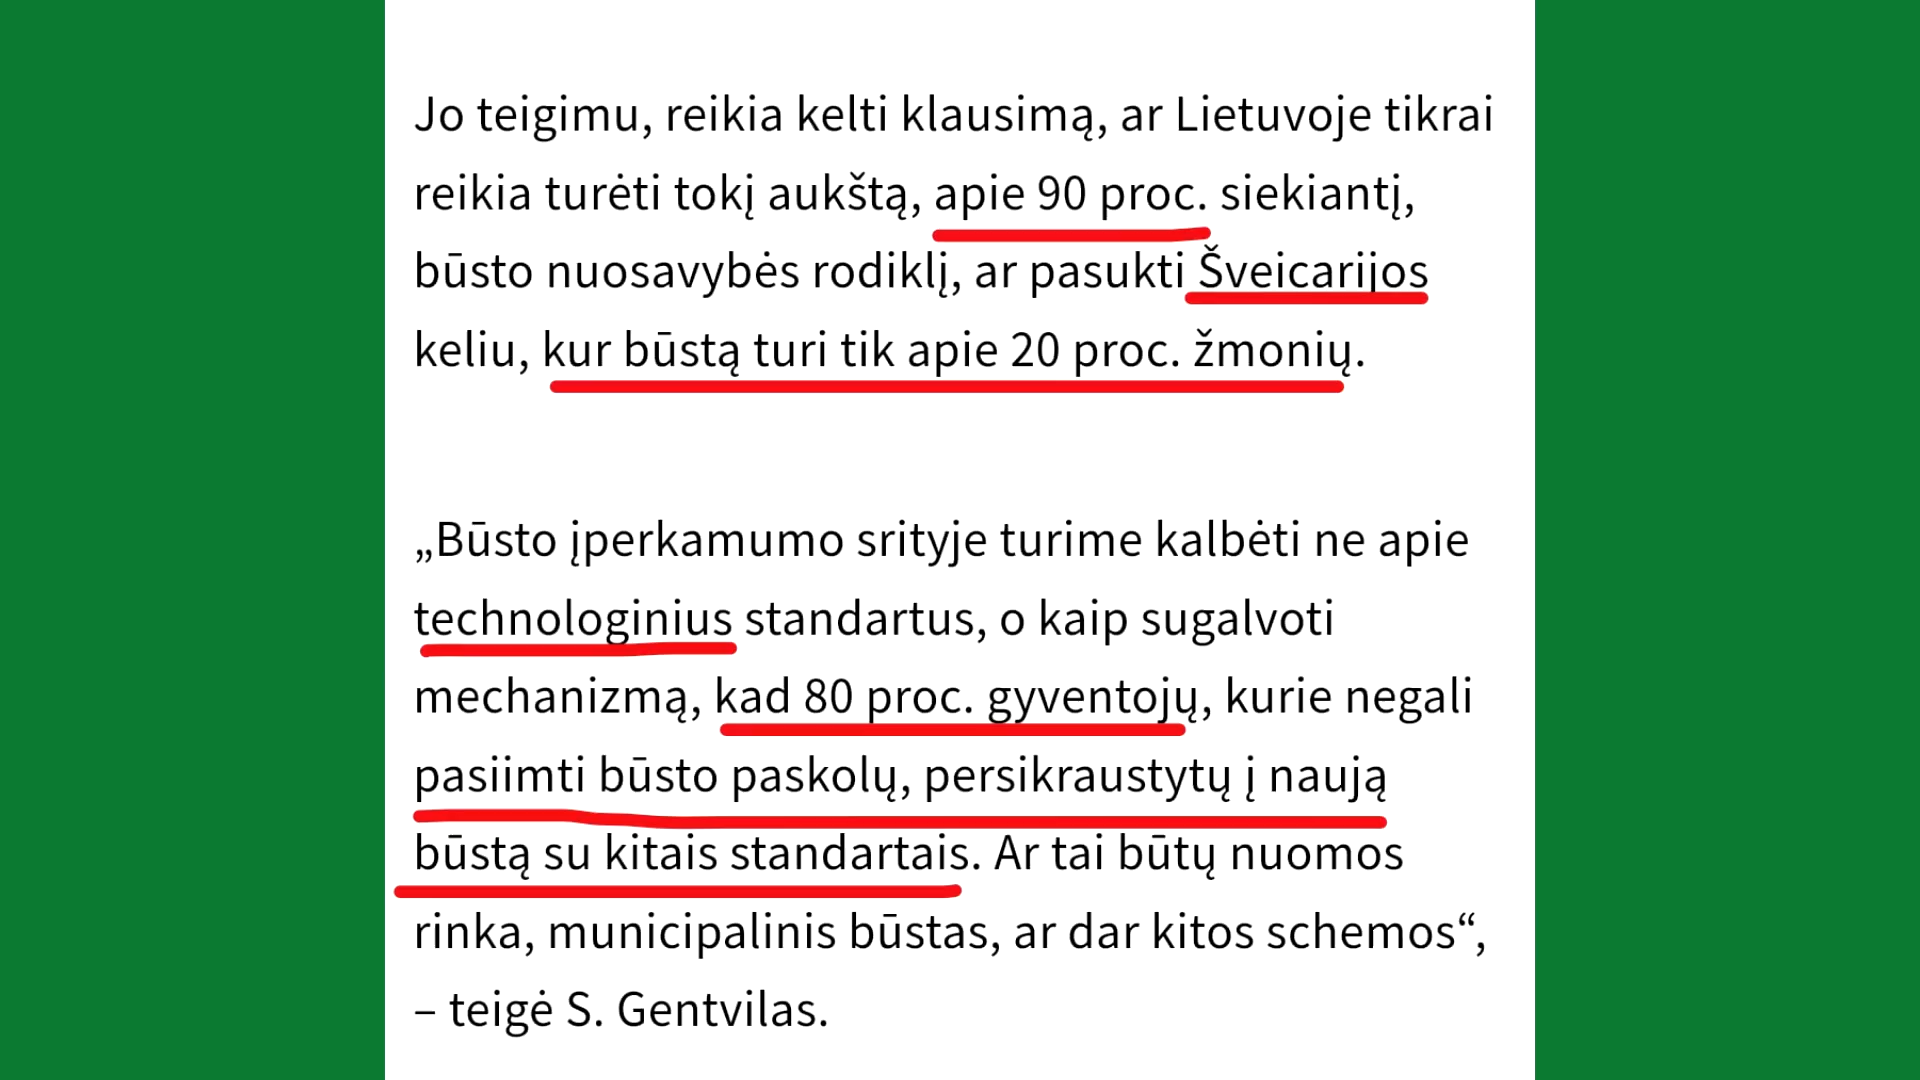 Jo teigimu, reikia kelti klausimą, ar Lietuvoje tikrai
reikia turėti tokį aukštą, apie 90 proc. siekiantį,
būsto nuosavybės rodiklį, ar pasukti Šveicarijos
keliu, kur būstą turi tik apie 20 proc. žmonių.
„Būsto įperkamumo srityje turime kalbėti ne apie
technologinius standartus, o kaip sugalvoti
mechanizmą, kad 80 proc. gyventojų, kurie negali
pasiimti būsto paskolų, persikraustytų į naują
būstą su kitais standartais. Ar tai būtų nuomos
rinka, municipalinis būstas, ar dar kitos schemos“,
– teigė S. Gentvilas.